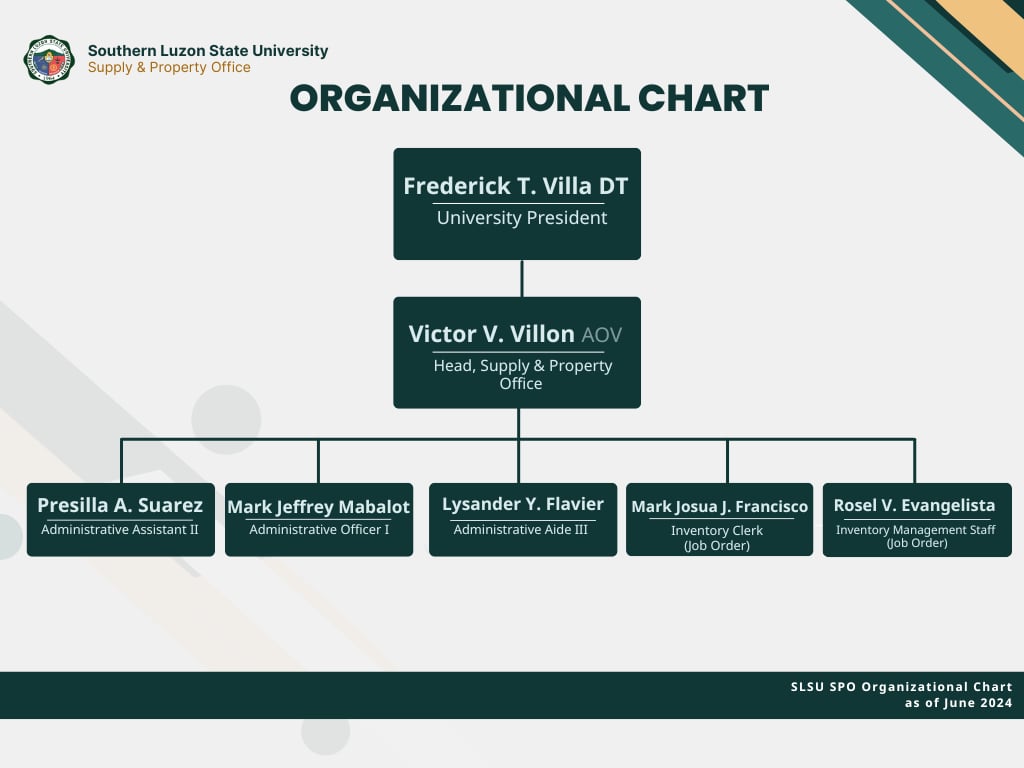 Southern Luzon State University
Supply & Property Office
ORGANIZATIONAL CHART
Frederick T. Villa DT
University President
Victor V. Villon AOV
Head, Supply & Property
Office
Presilla A. Suarez
Administrative Assistant II
Mark Jeffrey Mabalot
Administrative Officer I
Lysander Y. Flavier
Administrative Aide III
Mark Josua J. Francisco
Inventory Clerk
(Job Order)
Rosel V. Evangelista
Inventory Management Staff
(Job Order)
SLSU SPO Organizational Chart
as of June 2024